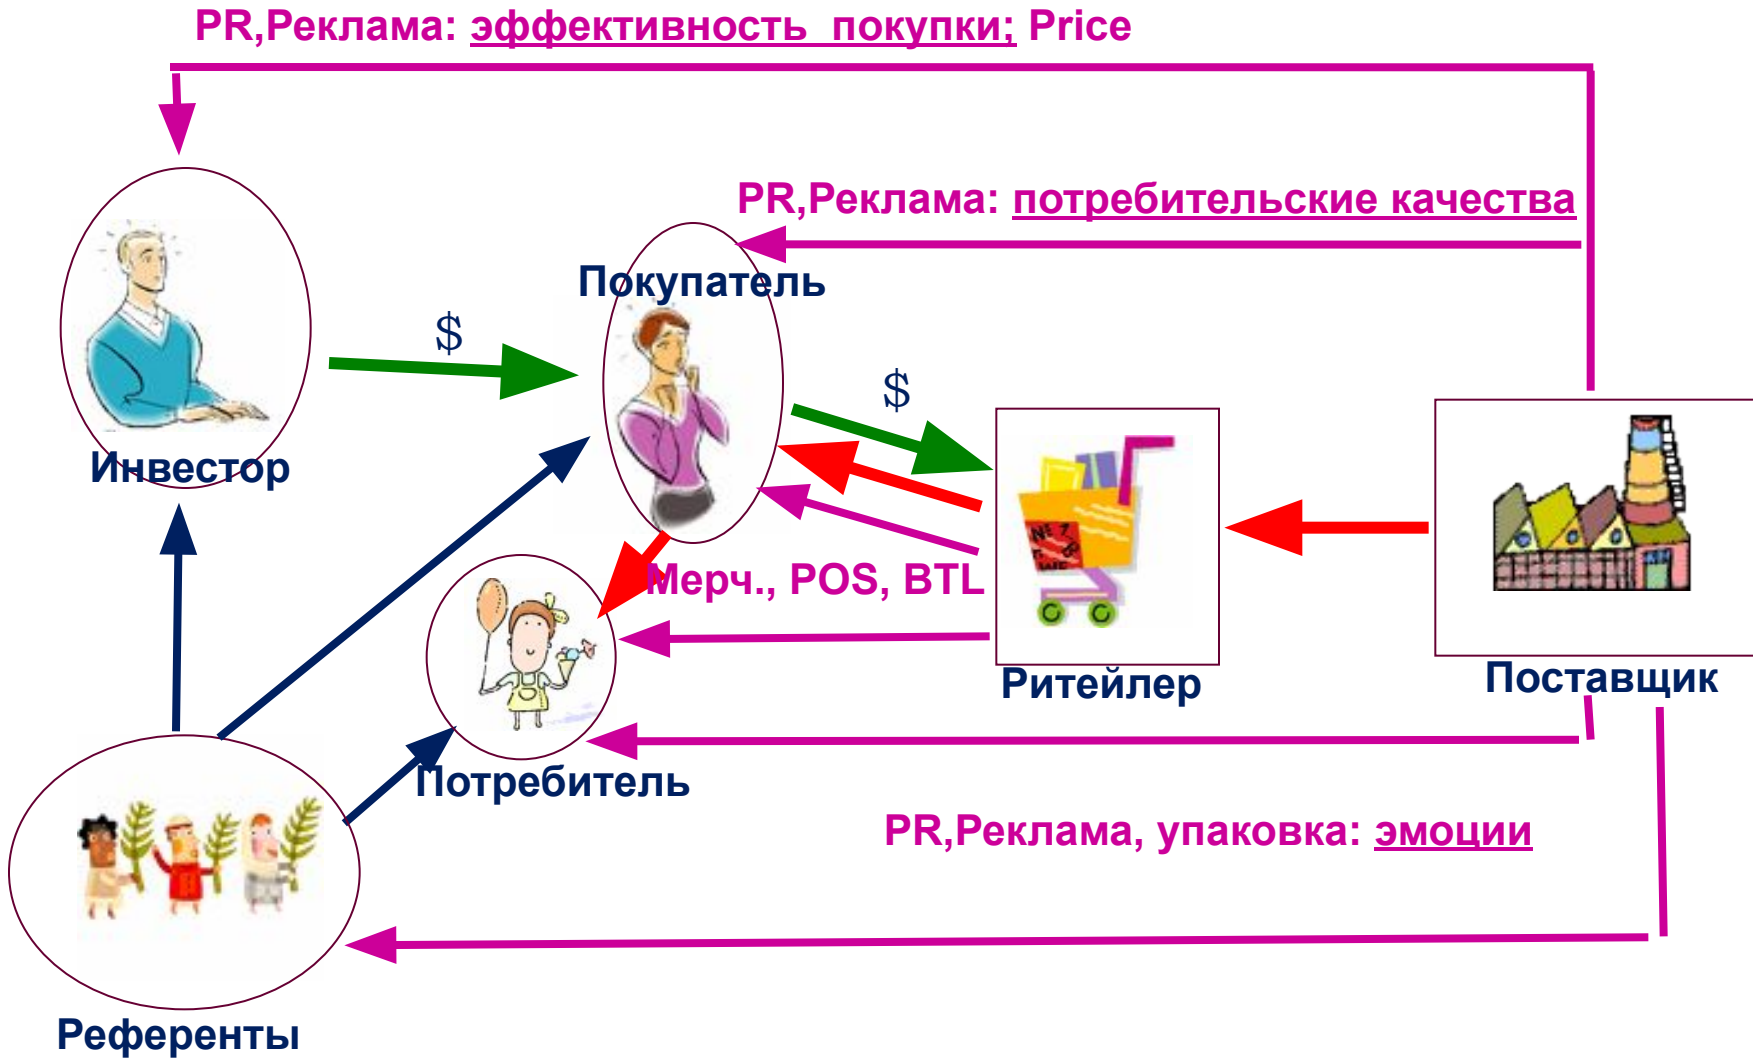 PR,Реклама: эффективность покупки; Price
PR,Реклама: потребительские качества
Покупатель
$
$
Инвестор
Мерч., POS, BTL
Ритейлер
Поставщик
Потребитель
PR,Реклама, упаковка: эмоции
Референты